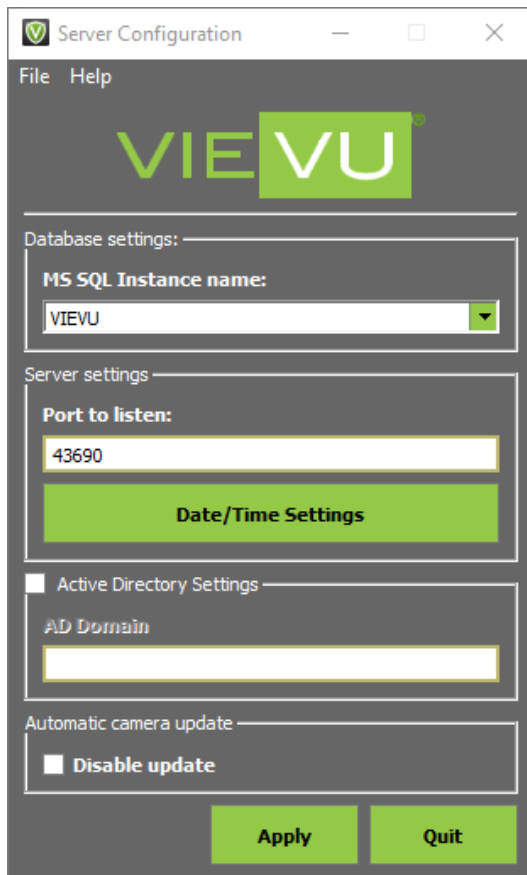 Server Configuration
File Help
VIEVU®
Database settings:
MS SQL Instance name:
VIEVU
Server settings
Port to listen:
43690
Date/Time Settings
Active Directory Settings
AD Domain
Automatic camera update
Disable update
Apply Quit